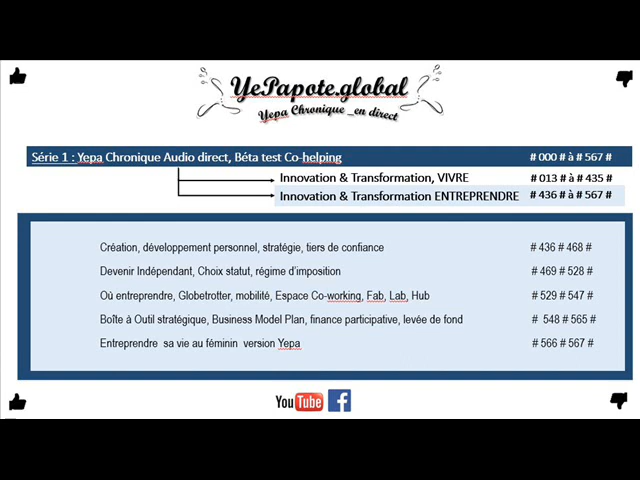 YePapote.global
Yepa Chronique _en direct
Série 1 : Yepa Chronique Audio direct, Béta test Co-helping # 000 # à # 567 #
Innovation & Transformation, VIVRE # 013 # à # 435 #
Innovation & Transformation ENTREPRENDRE # 436 # à # 567 #
Création, développement personnel, stratégie, tiers de confiance # 436 # 468 #
Devenir Indépendant, Choix statut, régime d'imposition # 469 # 528 #
Où entreprendre, Globetrotter, mobilité, Espace Co-working, Fab, Lab, Hub # 529 # 547 #
Boîte à Outil stratégique, Business Model Plan, finance participative, levée de fond # 548 # 565 #
Entreprendre sa vie au féminin version Yepa # 566 # 567 #
YouTube f